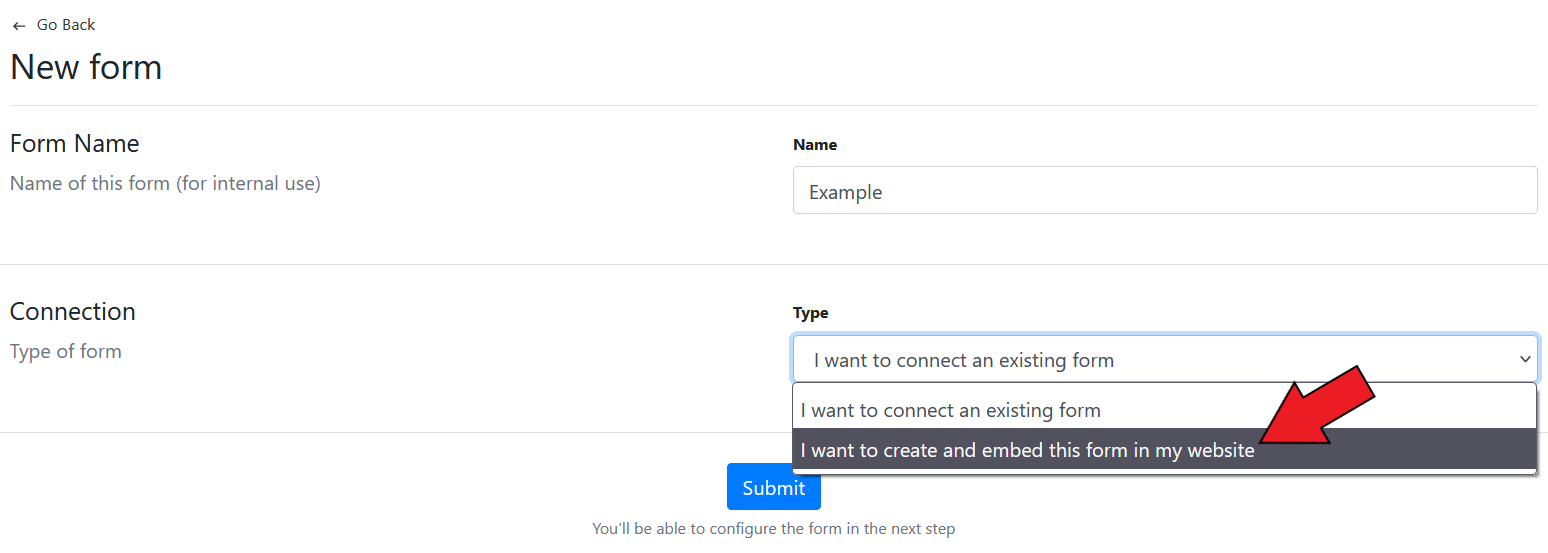 Go Back
New form
Form Name
Name
Name of this form (for internal use)
Example
Connection
Type
Type of form
I want to connect an existing form
I want to connect an existing form
I want to create and embed this form in my website
Submit
You'll be able to configure the form in the next step